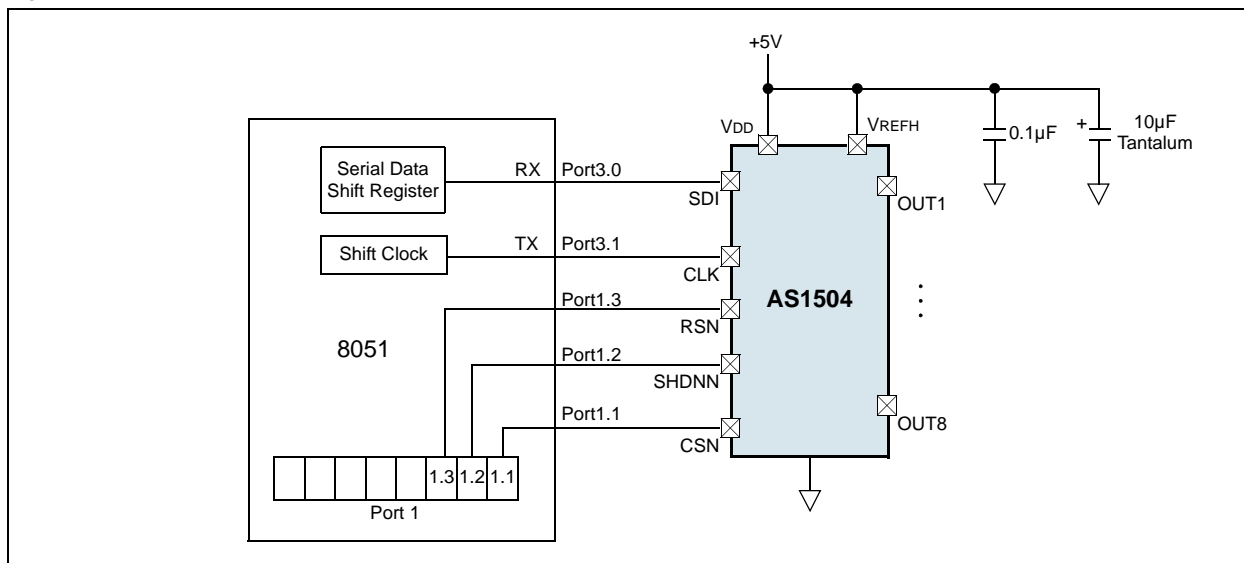 +5V
VDD
VREFH
0.1µF
+
10µF
Tantalum
Serial Data
Shift Register
RX
Port3.0
SDI
OUT1
Shift Clock
TX
Port3.1
CLK
AS1504
Port1.3
RSN
8051
Port1.2
SHDNN
Port1.1
CSN
OUT8
1.3
1.2
1.1
Port 1